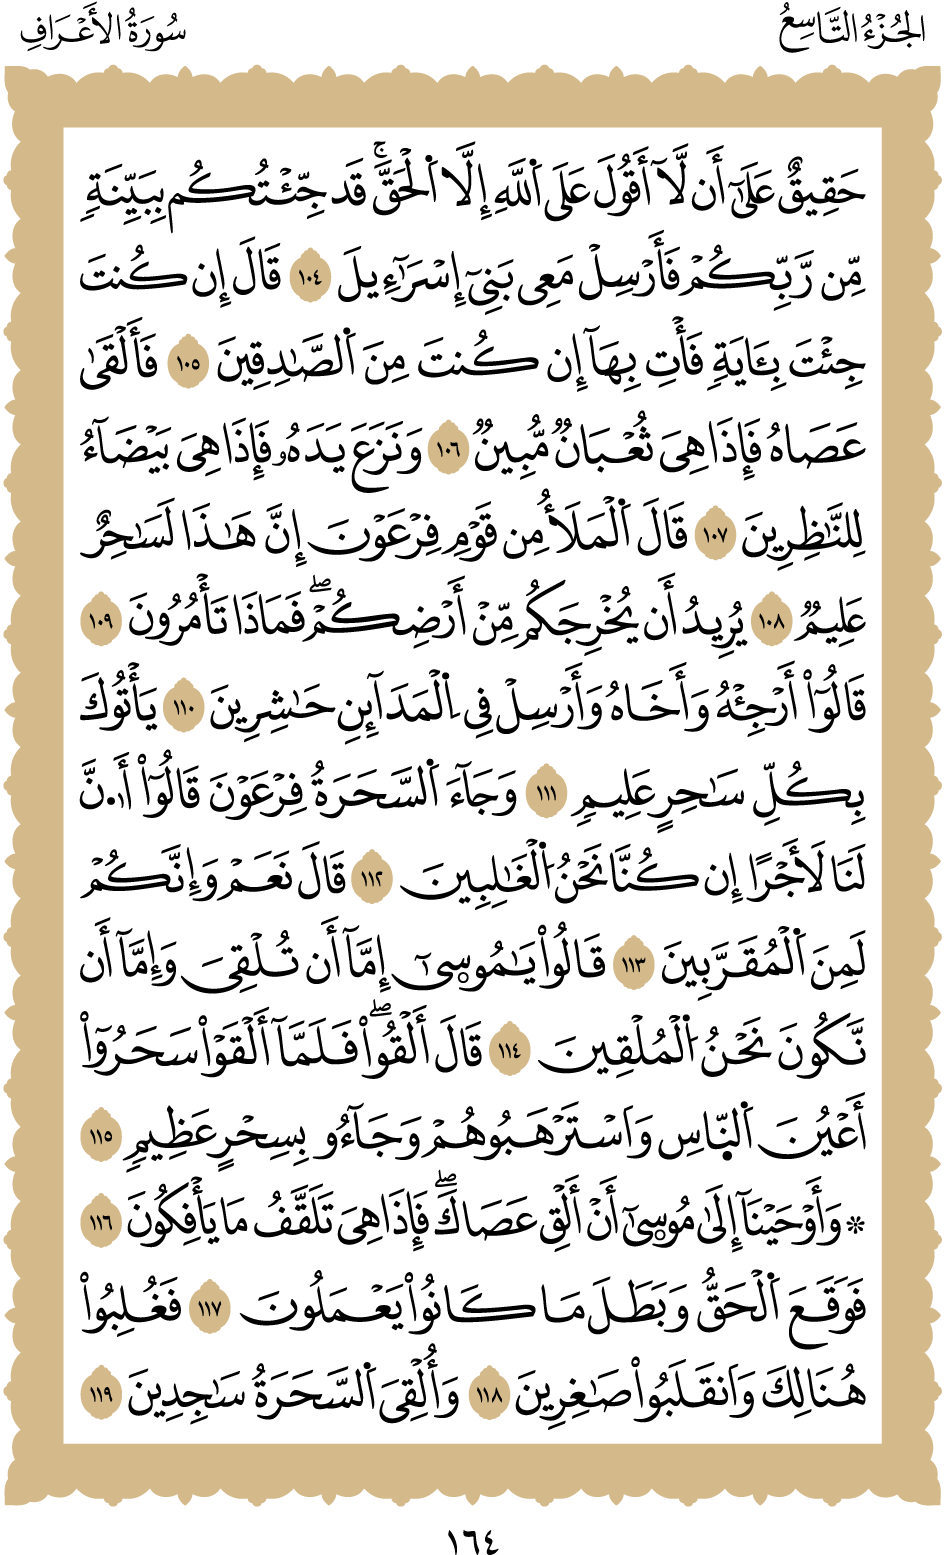 الجُزْءُ التَّاسِعُ
سُورَةُ الأَعْرَافِ
حَقِيقٌ عَلَىٰٓ أَن لَّآ أَقُولَ عَلَى ٱللَّهِ إِلَّا ٱلْحَقَّۚ قَد جِّئْتُكُم بِبَيِّنَةٖ
مِّن رَّبِّكُمْ فَأَرْسِلْ مَعِي بَنِيٓ إِسْرَٰٓءِيلَ ١٠٤ قَالَ إِن كُنتَ
جِئْتَ بِـَٔايَةٖ فَأْتِ بِهَآ إِن كُنتَ مِنَ ٱلصَّٰدِقِينَ ١٠٥ فَأَلْقَىٰ
عَصَاهُ فَإِذَا هِيَ ثُعْبَانٞ مُّبِينٞ ١٠٦ وَنَزَعَ يَدَهُۥ فَإِذَا هِيَ بَيْضَآءُ
لِلنَّٰظِرِينَ ١٠٧ قَالَ ٱلْمَلَأُ مِن قَوْمِ فِرْعَوْنَ إِنَّ هَٰذَا لَسَٰحِرٌ
عَلِيمٞ ١٠٨ يُرِيدُ أَن يُخْرِجَكُم مِّنْ أَرْضِكُمْۖ فَمَاذَا تَأْمُرُونَ ١٠٩
قَالُوٓاْ أَرْجِئْهُ وَأَخَاهُ وَأَرْسِلْ فِي ٱلْمَدَآئِنِ حَٰشِرِينَ ١١٠ يَأْتُوكَ
بِكُلِّ سَٰحِرٍ عَلِيمٖ ١١١ وَجَآءَ ٱلسَّحَرَةُ فِرْعَوْنَ قَالُوٓاْ أَ۟ىِٕنَّ
لَنَا لَأَجْرًا إِن كُنَّا نَحْنُ ٱلْغَٰلِبِينَ ١١٢ قَالَ نَعَمْ وَإِنَّكُمْ
لَمِنَ ٱلْمُقَرَّبِينَ ١١٣ قَالُواْ يَٰمُوسِىٰٓ إِمَّآ أَن تُلْقِيَ وَإِمَّآ أَن
نَّكُونَ نَحْنُ ٱلْمُلْقِينَ ١١٤ قَالَ أَلْقُواْۖ فَلَمَّآ أَلْقَوْاْ سَحَرُوٓاْ
أَعْيُنَ ٱلنَّاسِ وَٱسْتَرْهَبُوهُمْ وَجَآءُو بِسِحْرٍ عَظِيمٖ ١١٥
۞ وَأَوْحَيْنَآ إِلَىٰ مُوسِىٰٓ أَنْ أَلْقِ عَصَاكَۖ فَإِذَا هِيَ تَلَقَّفُ مَا يَأْفِكُونَ ١١٦
فَوَقَعَ ٱلْحَقُّ وَبَطَلَ مَا كَانُواْ يَعْمَلُونَ ١١٧ فَغُلِبُواْ
هُنَالِكَ وَٱنقَلَبُواْ صَٰغِرِينَ ١١٨ وَأُلْقِيَ ٱلسَّحَرَةُ سَٰجِدِينَ ١١٩
١٦٤